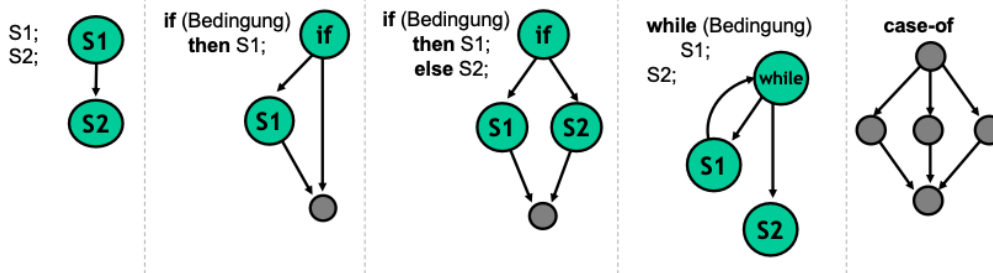 S1;
S2;
S1
S2
if (Bedingung)
then S1;
if
S1
if (Bedingung)
then S1;
else S2;
if
S1
S2
while (Bedingung)
S1;
S2;
while
S1
S2
case-of